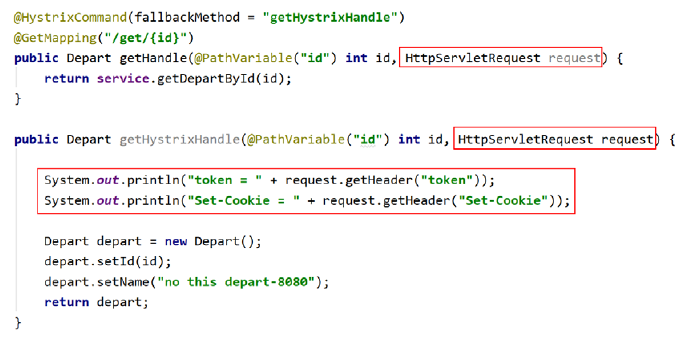 @HystrixCommand(fallbackMethod = "getHystrixHandle")
@GetMapping("/get/{id}")
public Depart getHandle(@PathVariable("id") int id, HttpServletRequest request) {
    return service.getDepartById(id);
}
public Depart getHystrixHandle(@PathVariable("id") int id, HttpServletRequest request) {
    System.out.println("token = " + request.getHeader("token"));
    System.out.println("Set-Cookie = " + request.getHeader("Set-Cookie"));
    Depart depart = new Depart();
    depart.setId(id);
    depart.setName("no this depart-8080");
    return depart;
}